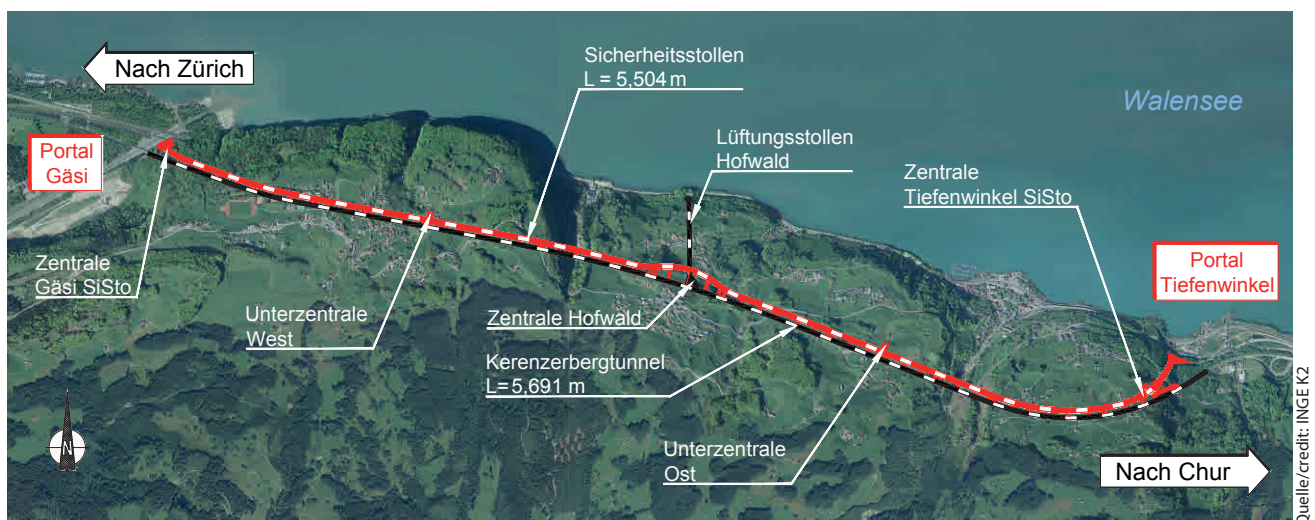 Nach Zürich
Sicherheitsstollen
L = 5,504 m
Walensee
Lüftungsstollen
Hofwald
Portal
Gäsi
Zentrale
Tiefenwinkel SiSto
Zentrale
Gäsi SiSto
Portal
Tiefenwinkel
Unterzentrale
West
Zentrale Hofwald
Kerenzerbergtunnel
L= 5,691 m
Unterzentrale
Ost
N
Nach Chur
Quelle/credit: INGE K2